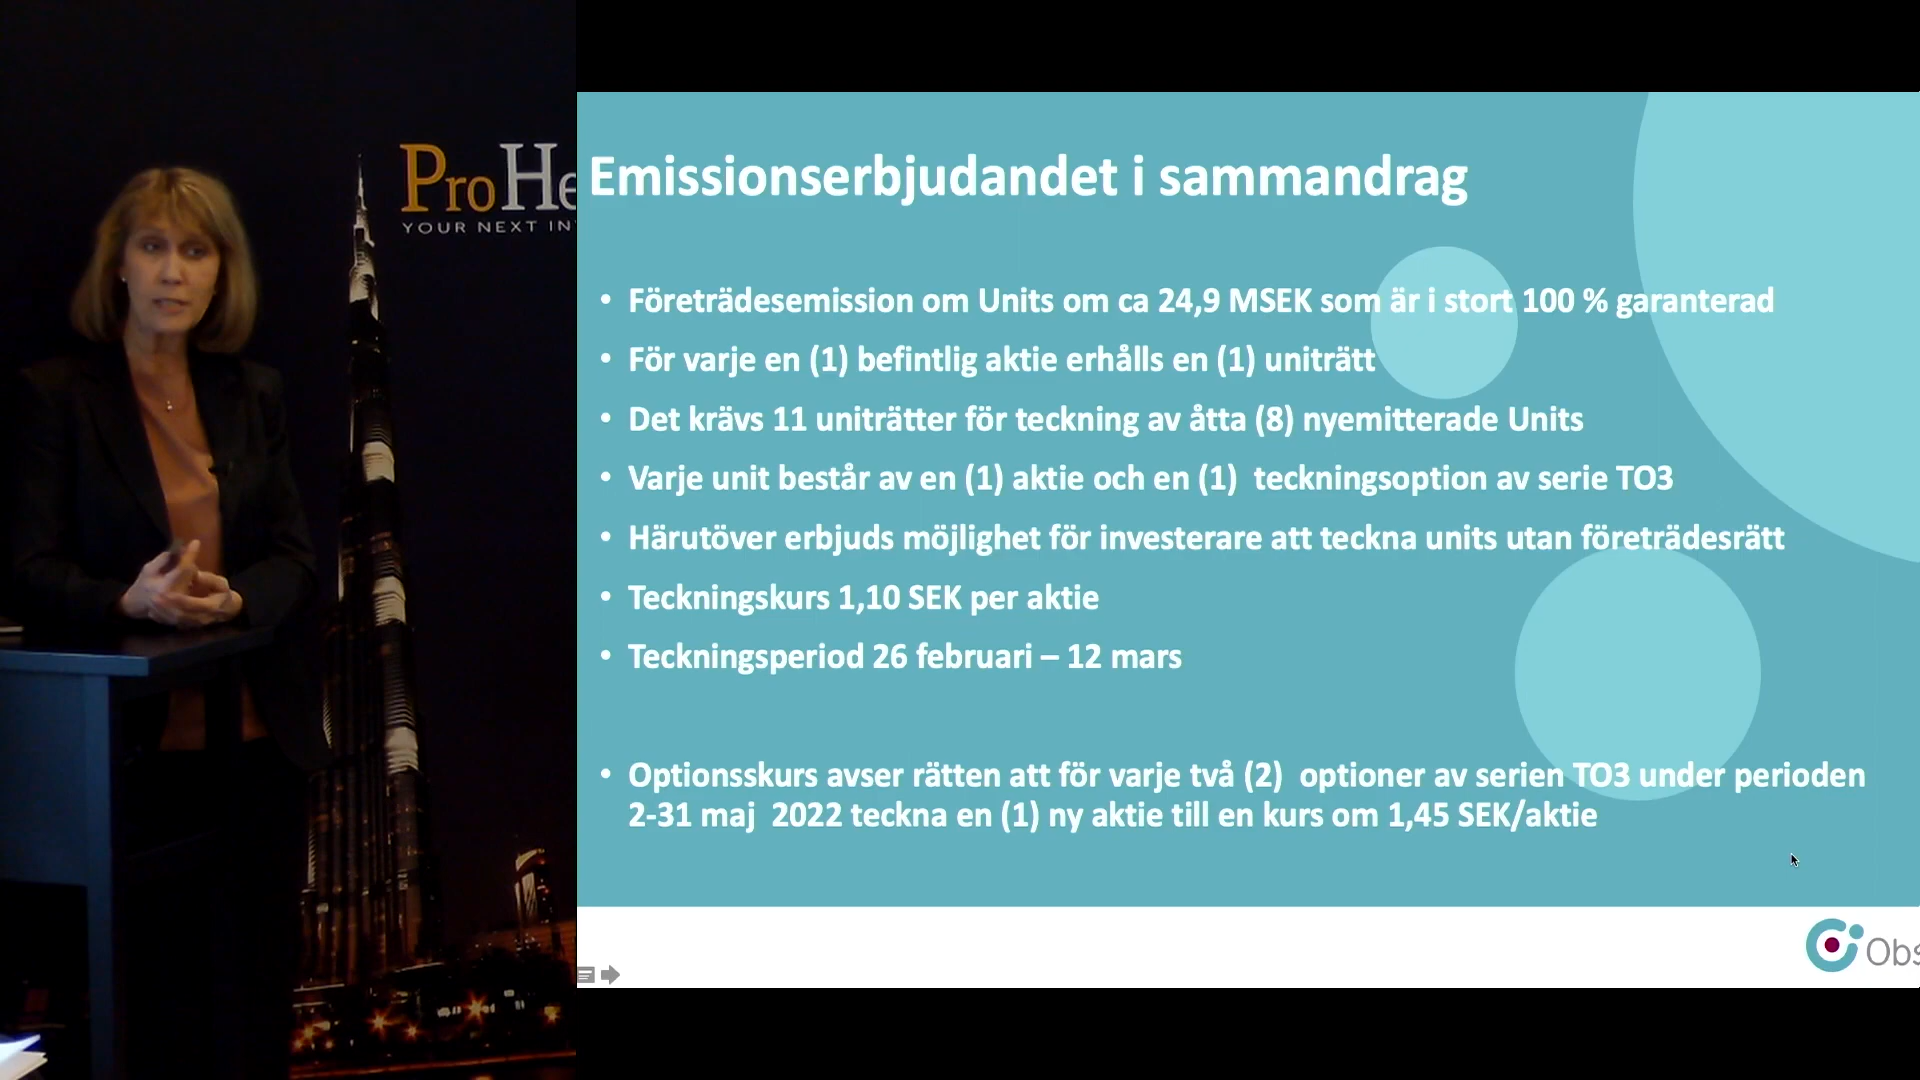 ProHe
YOUR NEXT IN
Emissionserbjudandet i sammandrag
• Företrädesemission om Units om ca 24,9 MSEK som är i stort 100 % garanterad
• För varje en (1) befintlig aktie erhålls en (1) uniträtt
• Det krävs 11 uniträtter för teckning av åtta (8) nyemitterade Units
• Varje unit består av en (1) aktie och en (1) teckningsoption av serie TO3
• Härutöver erbjuds möjlighet för investerare att teckna units utan företrädesrätt
• Teckningskurs 1,10 SEK per aktie
• Teckningsperiod 26 februari – 12 mars
• Optionsskurs avser rätten att för varje två (2) optioner av serien TO3 under perioden
2-31 maj 2022 teckna en (1) ny aktie till en kurs om 1,45 SEK/aktie
Obs